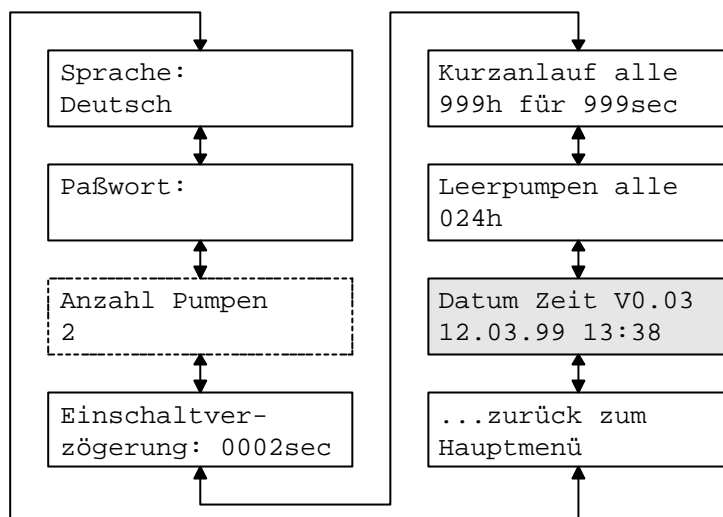 Sprache:
Deutsch
Paßwort:
Anzahl Pumpen
2
Einschaltver-
zögerung: 0002sec
Kurzanlauf alle
999h für 999sec
Leerpumpen alle
024h
Datum Zeit V0.03
12.03.99 13:38
...zurück zum
Hauptmenü